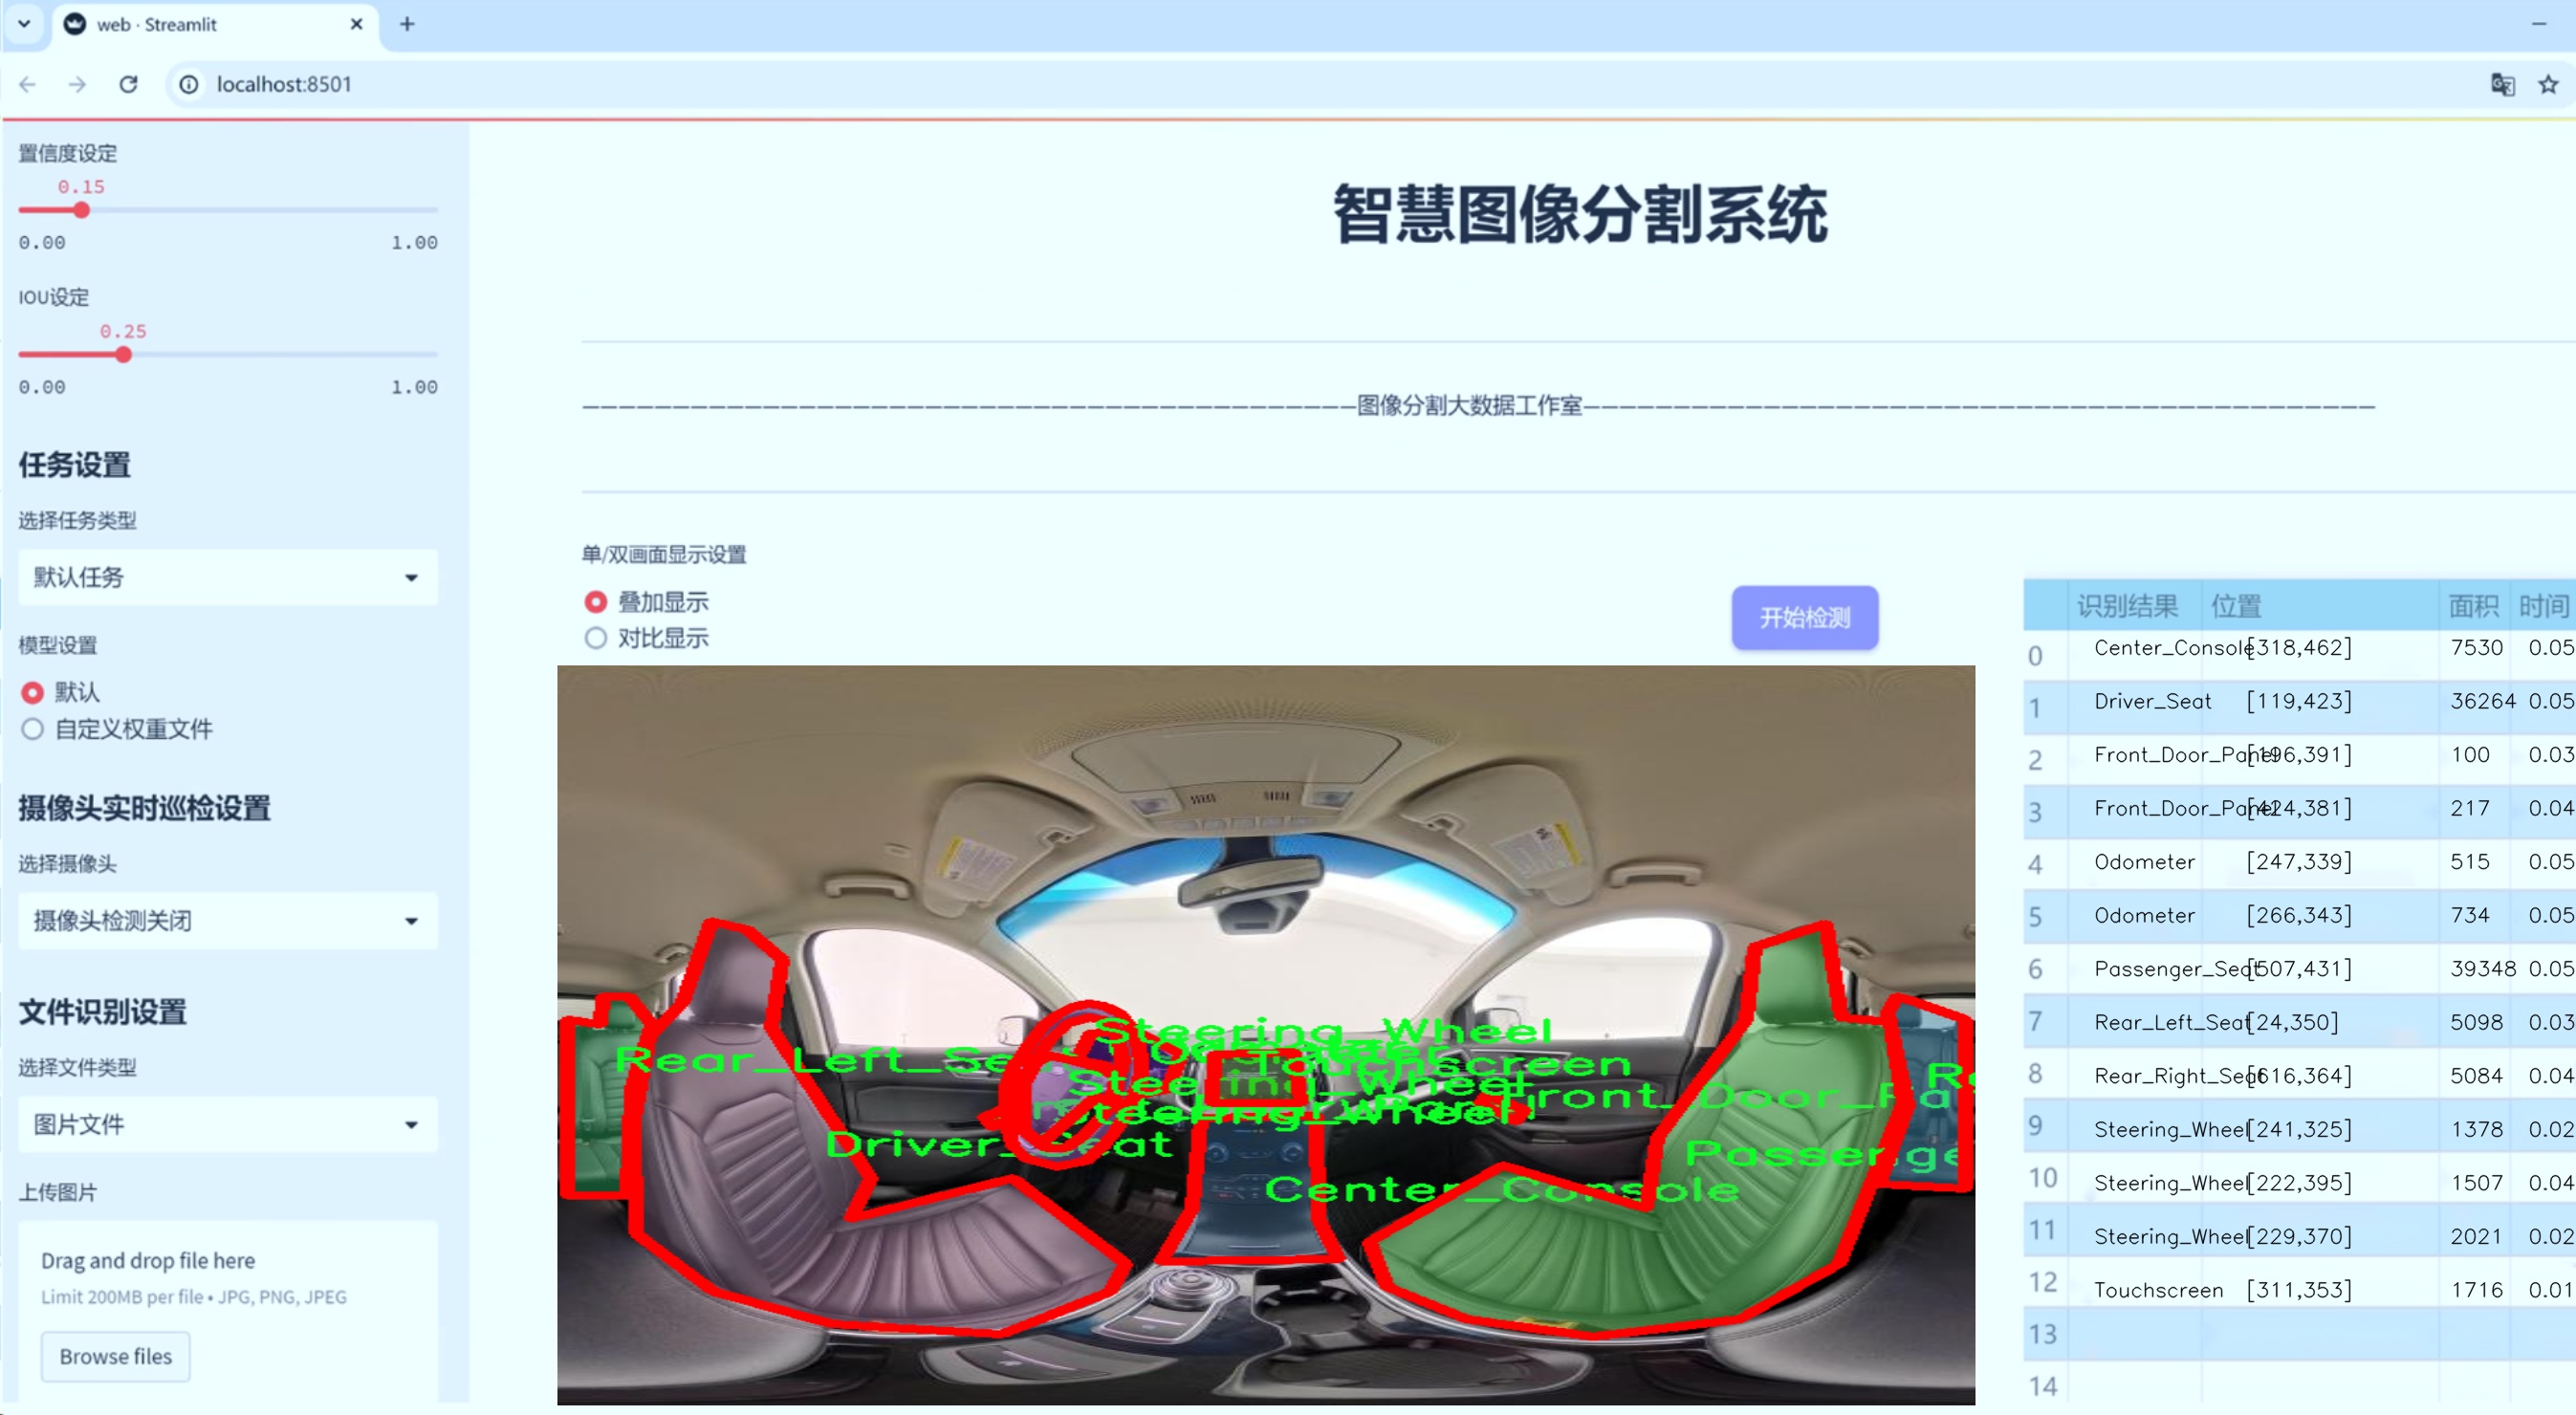 web · Streamlit
localhost:8501
置信度设定
0.15
0.00 1.00
IOU设定
0.25
0.00 1.00
任务设置
选择任务类型
默认任务
模型设置
默认
自定义权重文件
摄像头实时巡检设置
选择摄像头
摄像头检测关闭
文件识别设置
选择文件类型
图片文件
上传图片
Drag and drop file here
Limit 200MB per file • JPG, PNG, JPEG
Browse files
智慧图像分割系统
图像分割大数据工作室
单/双画面显示设置
叠加显示
对比显示
开始检测
Steering_Wheel
Touchscreen
Steering_Wheel
Steering_Wheel
Driver_Seat
Center_Console
识别结果 位置 面积 时间
0 Center_Console [318,462] 7530 0.05
1 Driver_Seat [119,423] 36264 0.05
2 Front_Door_Panel [196,391] 100 0.03
3 Front_Door_Panel [424,381] 217 0.04
4 Odometer [247,339] 515 0.05
5 Odometer [266,343] 734 0.05
6 Passenger_Seat [507,431] 39348 0.05
7 Rear_Left_Seat [24,350] 5098 0.03
8 Rear_Right_Seat [616,364] 5084 0.04
9 Steering_Wheel [241,325] 1378 0.02
10 Steering_Wheel [222,395] 1507 0.04
11 Steering_Wheel [229,370] 2021 0.02
12 Touchscreen [311,353] 1716 0.01
13
14